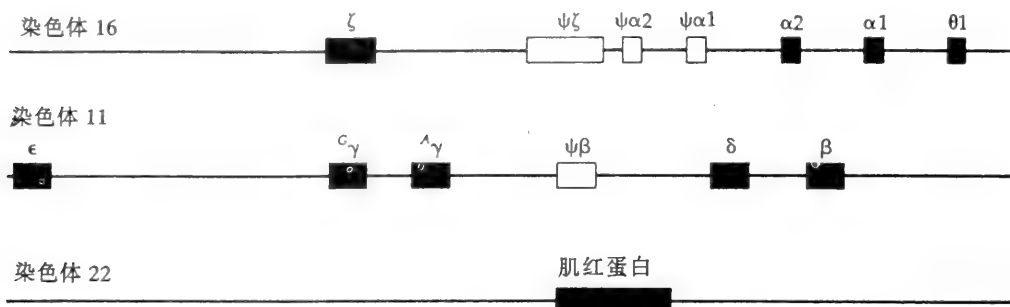 染色体 16
ζ ψζ ψα2 ψα1 α2 α1 θ1
染色体 11
ϵ Gγ Aγ ψβ δ β
染色体 22
肌红蛋白